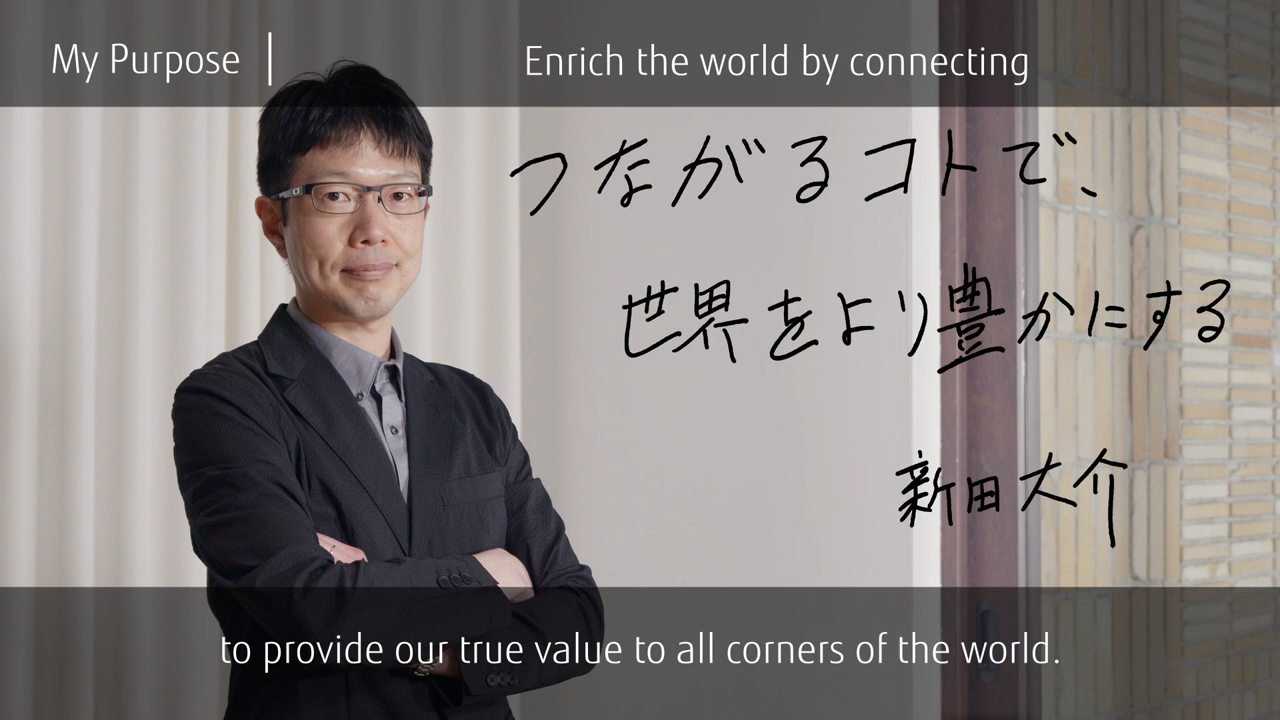 My Purpose | Enrich the world by connecting
つながるコトで、
世界をより豊かにする
新田大介
to provide our true value to all corners of the world.